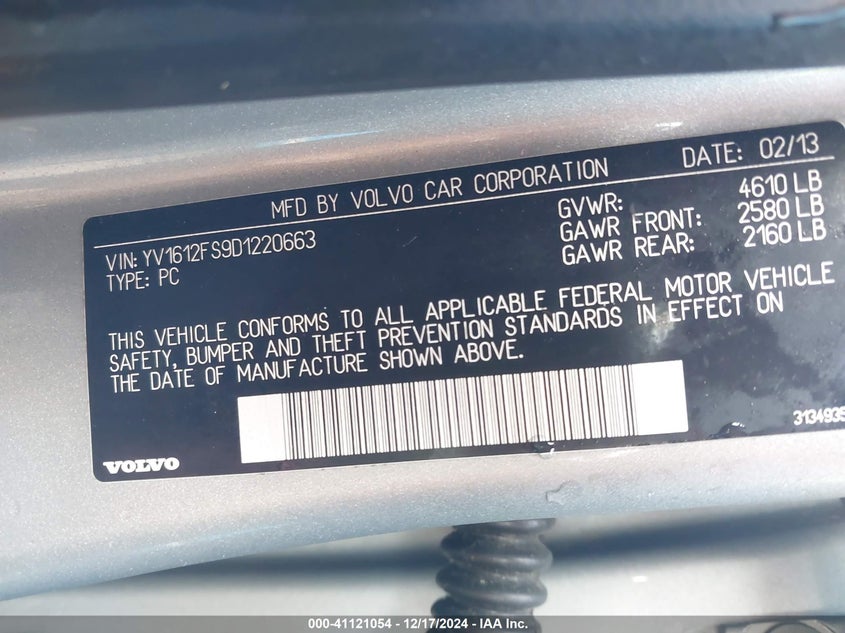 MFD BY VOLVO CAR CORPORATION DATE: 02/13
VIN: YV1612FS9D1220663 GVWR: 4610 LB
TYPE: PC GAWR FRONT: 2580 LB
GAWR REAR: 2160 LB
THIS VEHICLE CONFORMS TO ALL APPLICABLE FEDERAL MOTOR VEHICLE
SAFETY, BUMPER AND THEFT PREVENTION STANDARDS IN EFFECT ON
THE DATE OF MANUFACTURE SHOWN ABOVE.
VOLVO
000-41121054 – 12/17/2024 – IAA Inc.